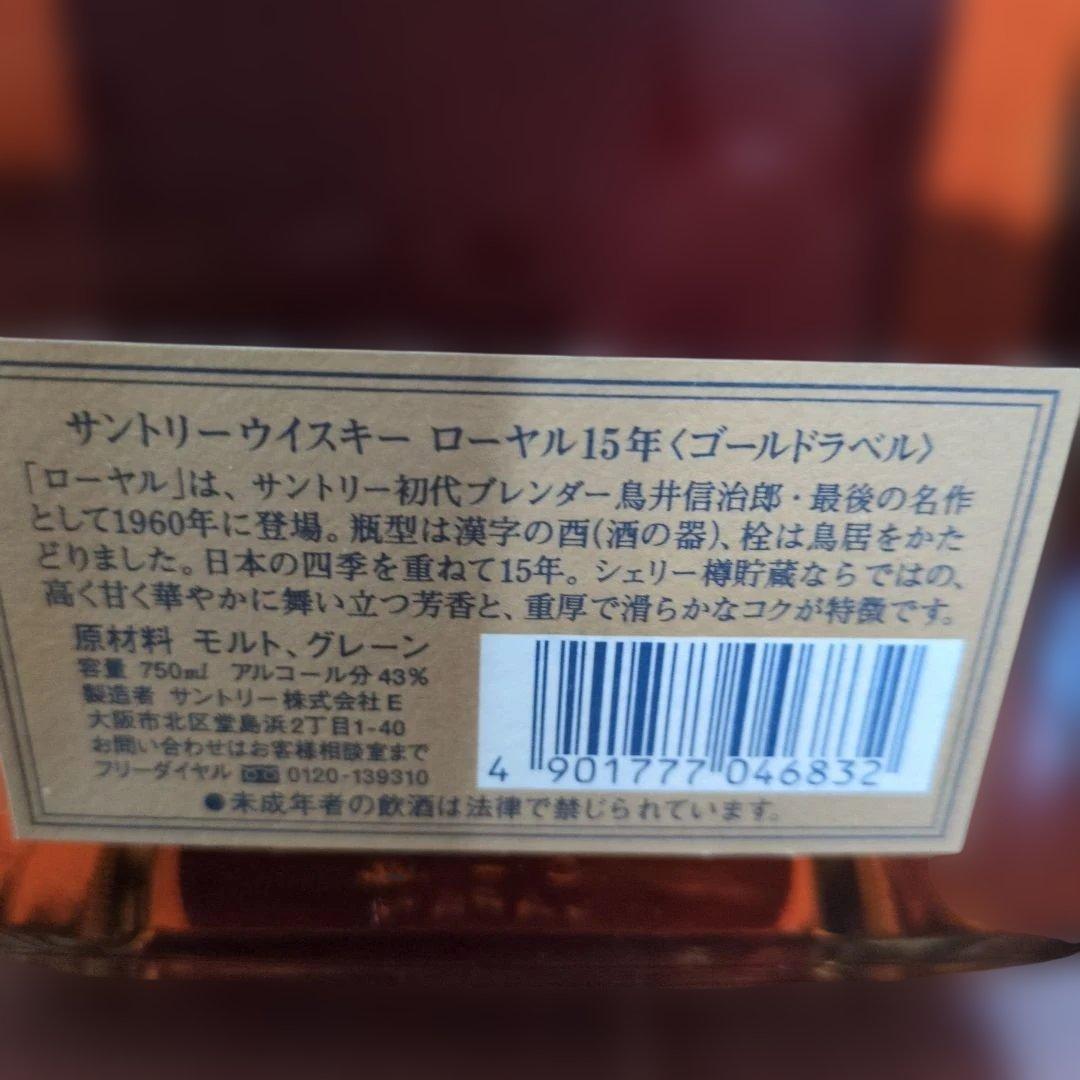 サントリーウイスキー ローヤル15年〈ゴールドラベル〉
「ローヤル」は、サントリー初代ブレンダー鳥井信治郎・最後の名作
として1960年に登場。瓶型は漢字の酉(酒の器)、栓は鳥居をかた
どりました。日本の四季を重ねて15年。シェリー樽貯蔵ならではの、
高く甘く華やかに舞い立つ芳香と、重厚で滑らかなコクが特徴です。
原材料 モルト、グレーン
容量 750ml アルコール分43%
製造者 サントリー株式会社E
大阪市北区堂島浜2丁目1-40
お問い合わせはお客様相談室まで
フリーダイヤル 0120-139310
4 901777 046832
●未成年者の飲酒は法律で禁じられています。